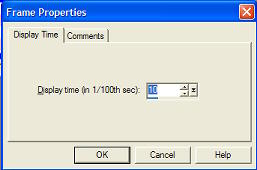 Frame Properties
Display Time Comments
Display time (in 1/100th sec): 10
OK Cancel Help